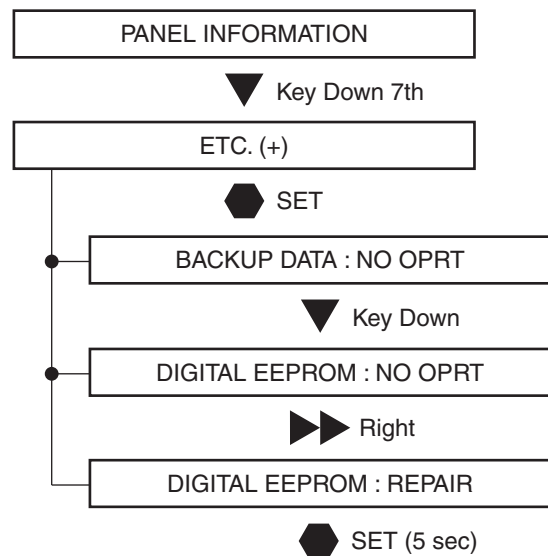 PANEL INFORMATION
Key Down 7th
ETC. (+)
SET
BACKUP DATA : NO OPRT
Key Down
DIGITAL EEPROM : NO OPRT
Right
DIGITAL EEPROM : REPAIR
SET (5 sec)